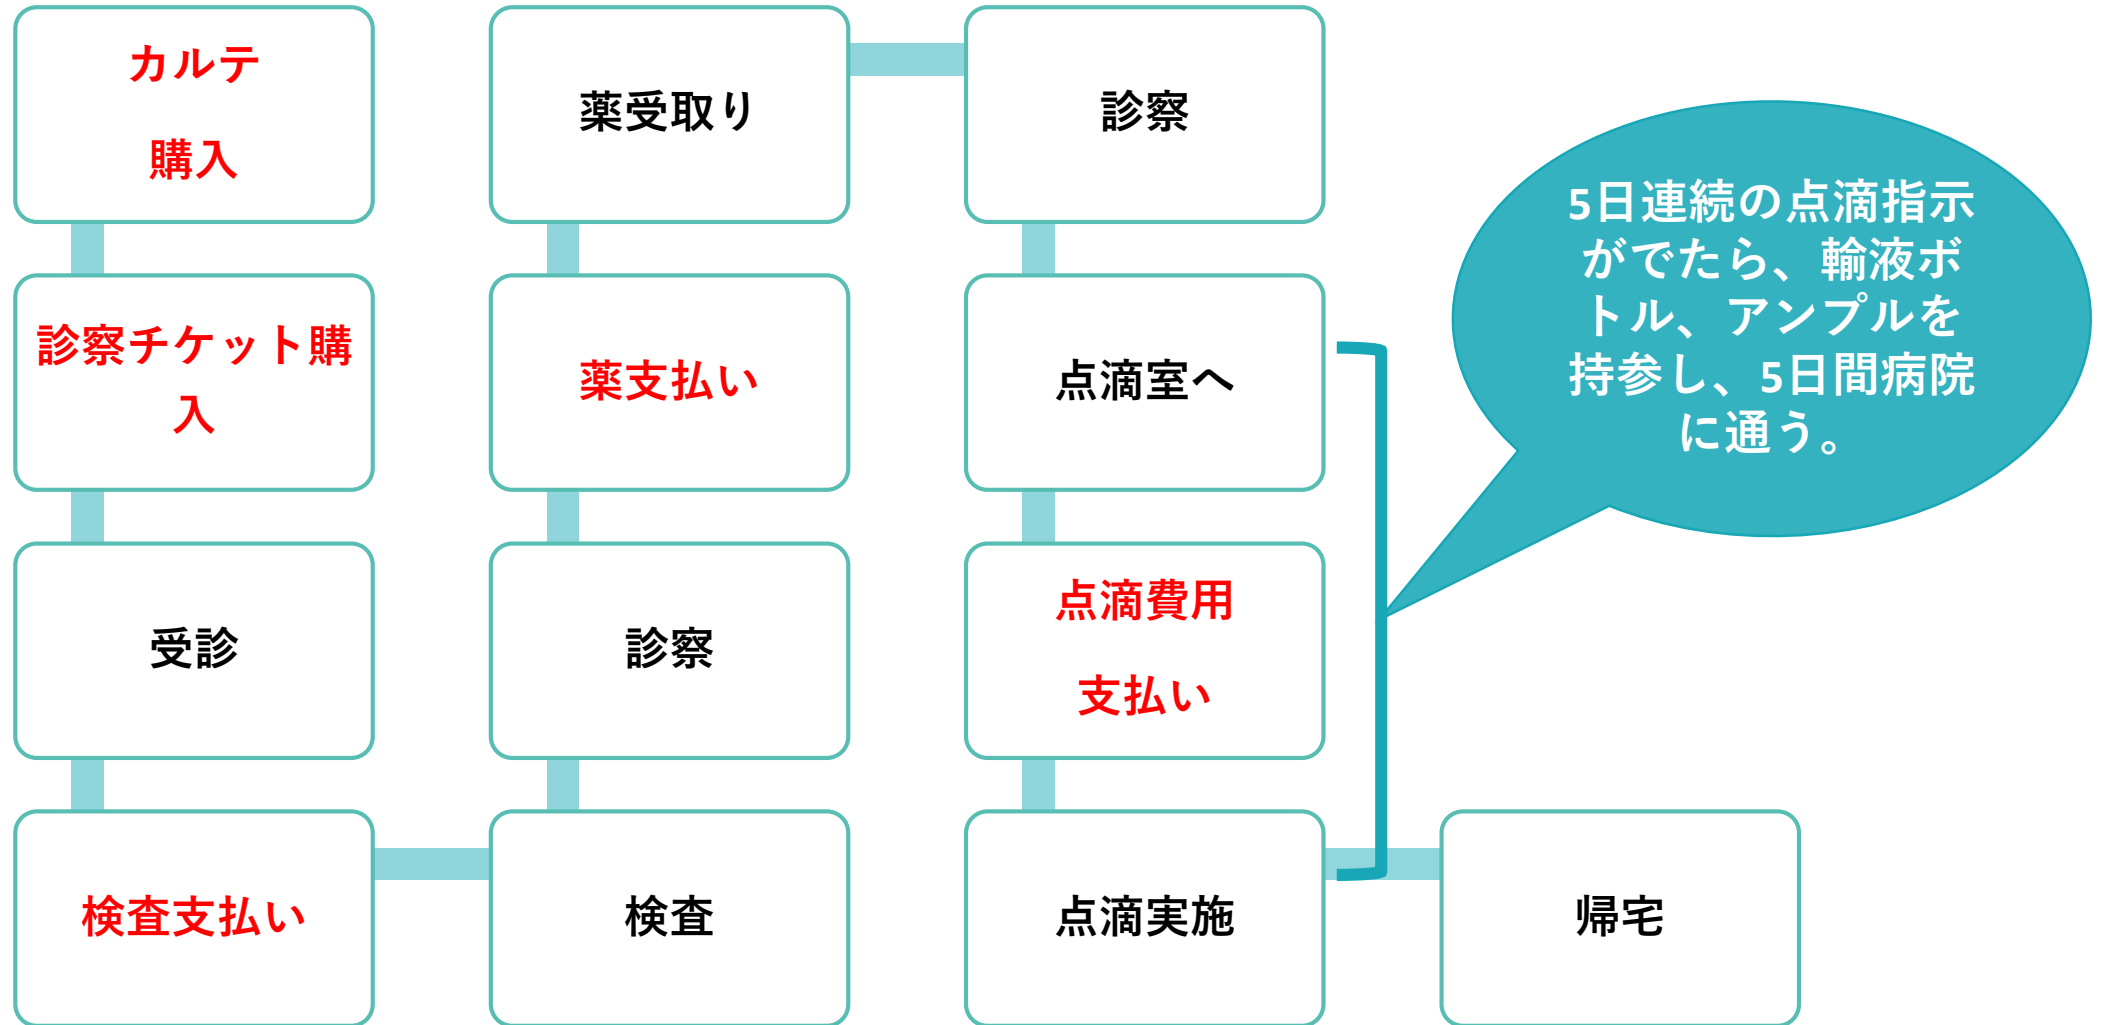 カルテ
購入
診察チケット購
入
受診
検査支払い
検査
診察
薬支払い
薬受取り
診察
点滴室へ
点滴費用
支払い
点滴実施
帰宅
5日連続の点滴指示
がでたら、輸液ボ
トル、アンプルを
持参し、5日間病院
に通う。